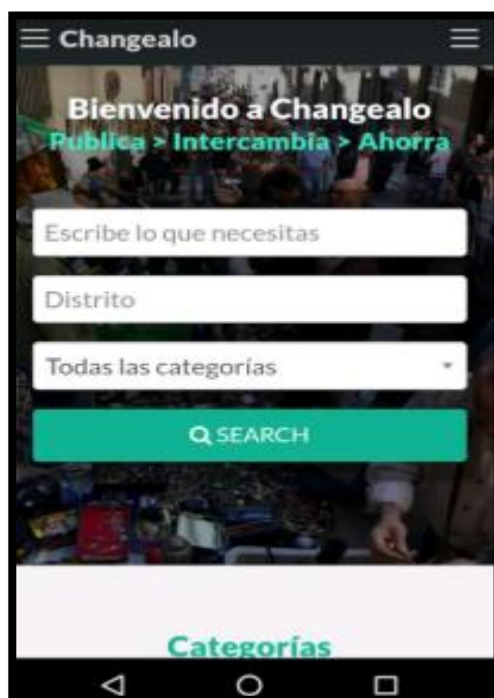 Changealo
Bienvenido a Changealo
Publica > Intercambia > Ahorra
Escribe lo que necesitas
Distrito
Todas las categorías
SEARCH
Categorías